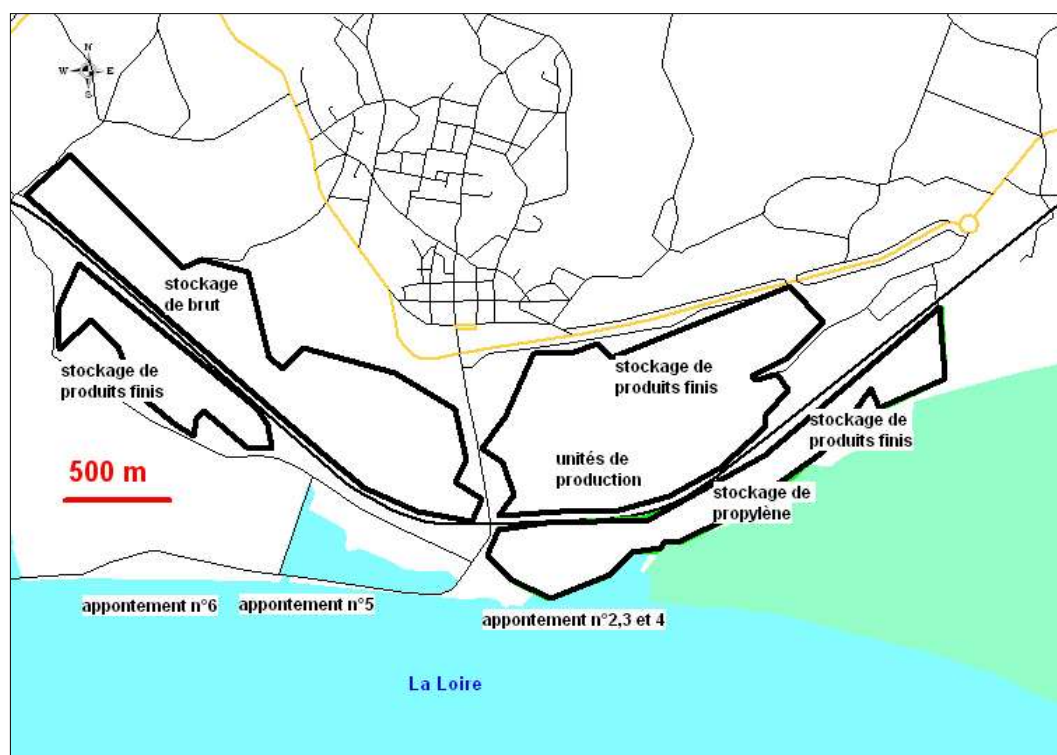 N
W E
S
stockage
de brut
stockage de
produits finis
stockage de
produits finis
stockage de
produits finis
unités de
production
500 m
stockage de
propylène
appontement n°6
appontement n°5
appontement n°2,3 et 4
La Loire